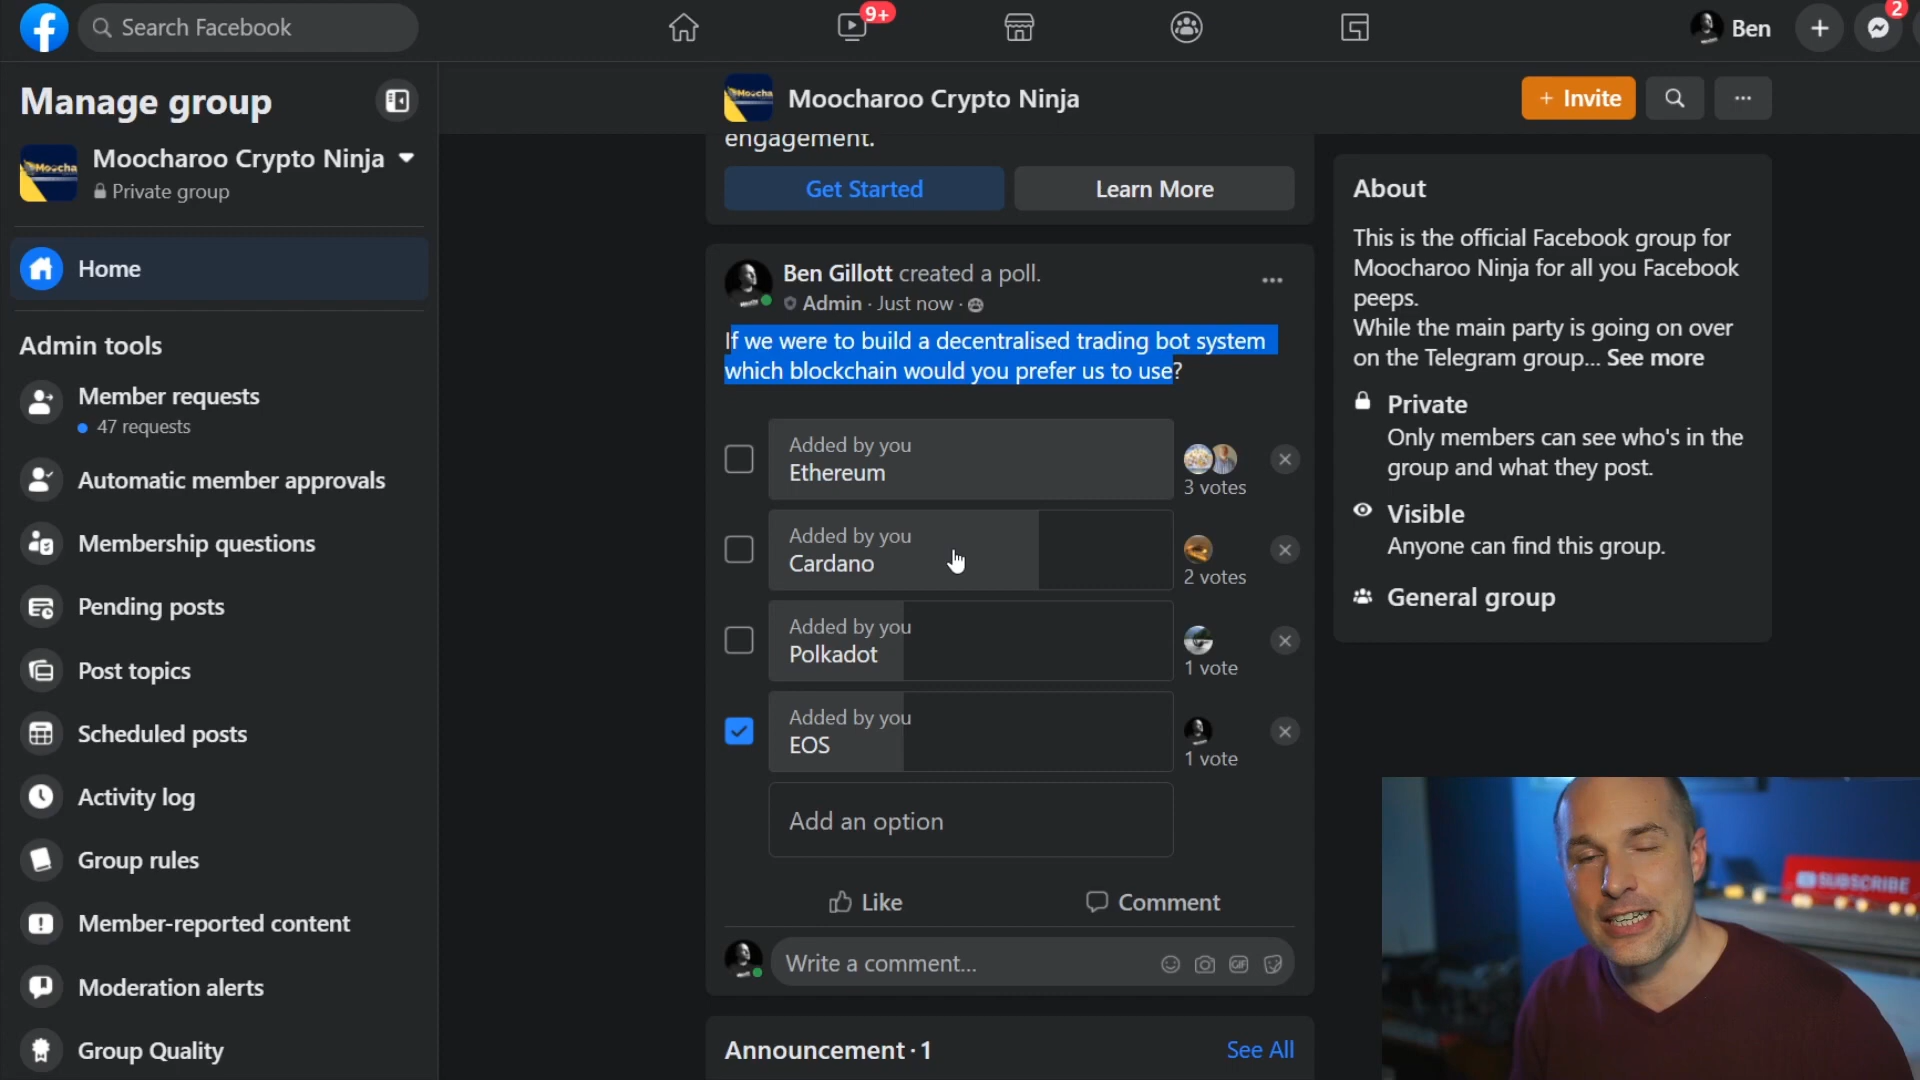 Search Facebook
9+
Ben
2
Manage group
Moocharoo Crypto Ninja
Private group
Home
Admin tools
Member requests
47 requests
Automatic member approvals
Membership questions
Pending posts
Post topics
Scheduled posts
Activity log
Group rules
Member-reported content
Moderation alerts
Group Quality
Moocharoo Crypto Ninja
+ Invite
engagement.
Get Started
Learn More
Ben Gillott created a poll.
Admin · Just now ·
If we were to build a decentralised trading bot system
which blockchain would you prefer us to use?
Added by you
Ethereum
3 votes
Added by you
Cardano
2 votes
Added by you
Polkadot
1 vote
Added by you
EOS
1 vote
Add an option
Like
Comment
Write a comment...
GIF
Announcement · 1
See All
About
This is the official Facebook group for
Moocharoo Ninja for all you Facebook
peeps.
While the main party is going on over
on the Telegram group... See more
Private
Only members can see who's in the
group and what they post.
Visible
Anyone can find this group.
General group
SUBSCRIBE